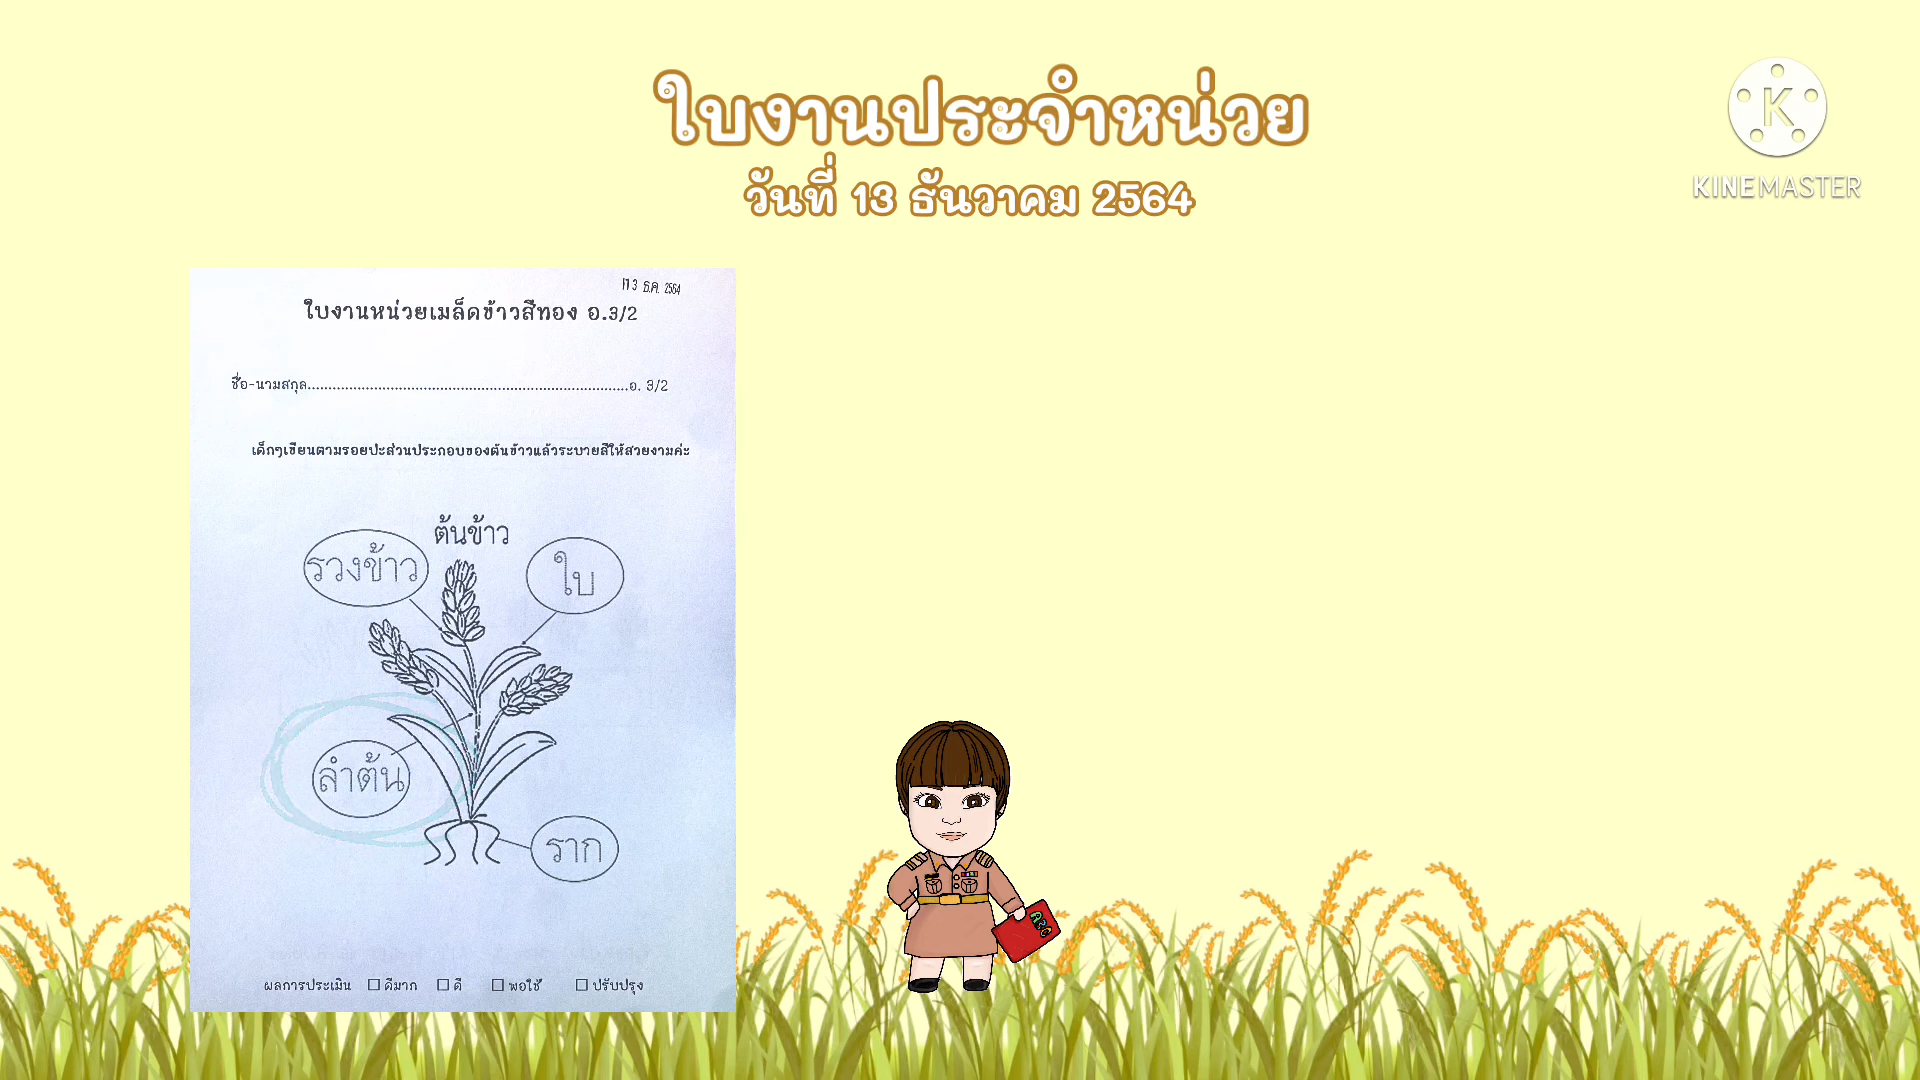 ใบงานประจำหน่วย
วันที่ 13 ธันวาคม 2564
KINEMASTER
13 ธ.ค. 2564
ใบงานหน่วยเมล็ดข้าวสีทอง อ.3/2
ชื่อ-นามสกุล..............................................................................อ. 3/2
เด็กๆเขียนตามรอยปะส่วนประกอบของต้นข้าวแล้วระบายสีให้สวยงามค่ะ
ต้นข้าว
รวงข้าว
ใบ
ลำต้น
ราก
ผลการประเมิน ☐ ดีมาก ☐ ดี ☐ พอใช้ ☐ ปรับปรุง
ABC